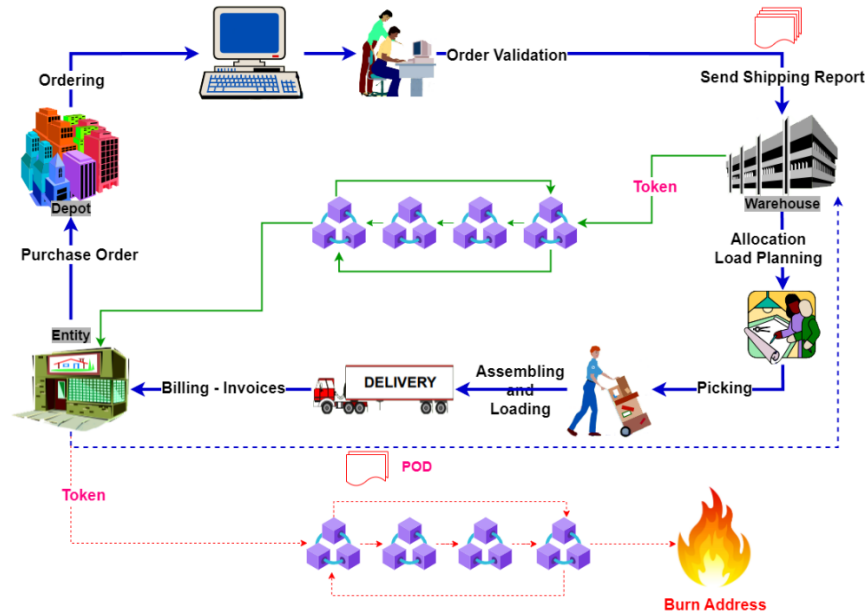 Ordering
Order Validation
Send Shipping Report
Depot
Token
Warehouse
Purchase Order
Allocation
Load Planning
Entity
Billing - Invoices
DELIVERY
Assembling
and
Loading
Picking
POD
Token
Burn Address